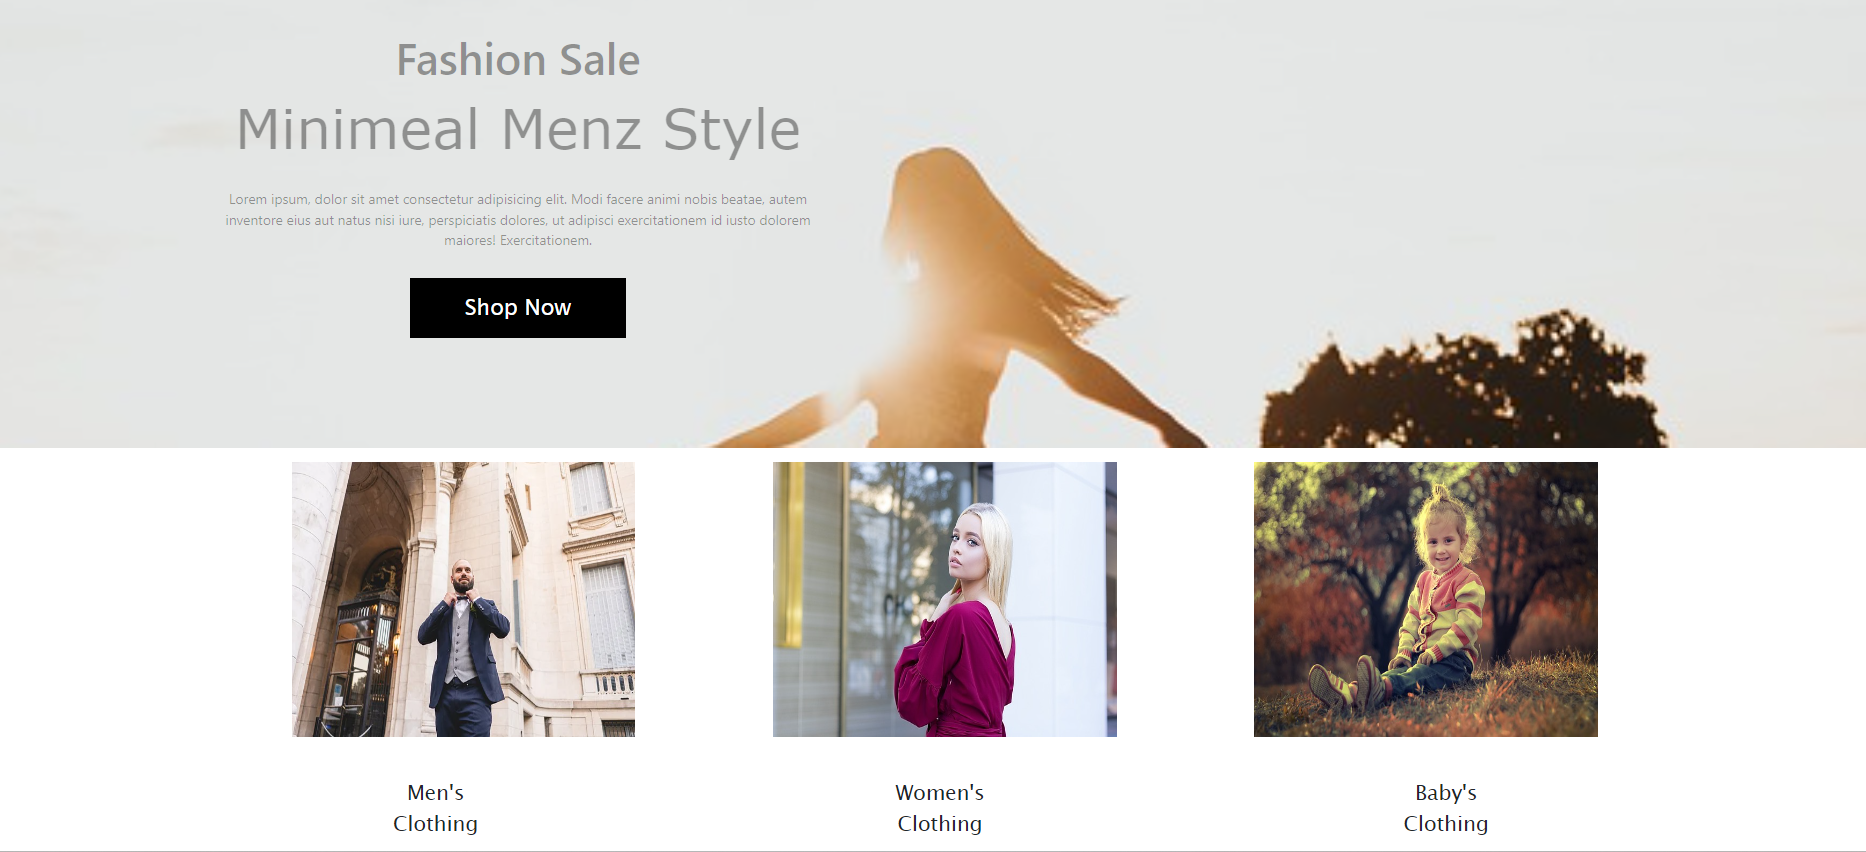 Fashion Sale
Minimeal Menz Style
Lorem ipsum, dolor sit amet consectetur adipisicing elit. Modi facere animi nobis beatae, autem
inventore eius aut natus nisi iure, perspiciatis dolores, ut adipisci exercitationem id iusto dolorem
maiores! Exercitationem.
Shop Now
Men's
Clothing
Women's
Clothing
Baby's
Clothing